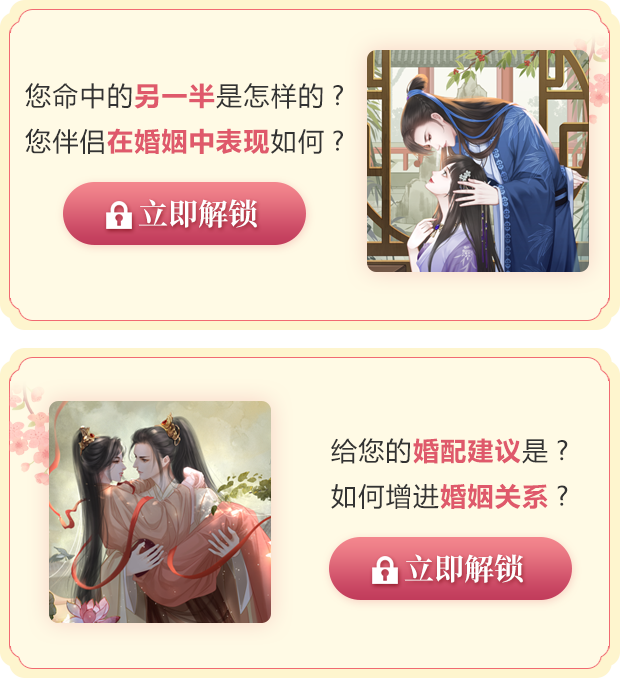 您命中的另一半是怎样的？
您伴侣在婚姻中表现如何？
立即解锁
给您的婚配建议是？
如何增进婚姻关系？
立即解锁